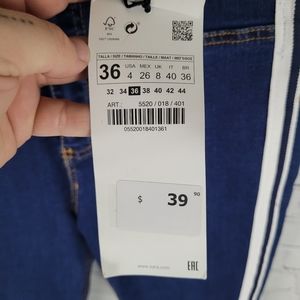 FSC
TALLA / SIZE / TAMANHO / TAILLE / MAAT /
36 USA MEX UK IT BR
4 26 8 40 36
32 34 36 38 40 42 44
ART.: 5520 / 018 / 401
05520018401361
$ 39 90
www.zara.com
EAC